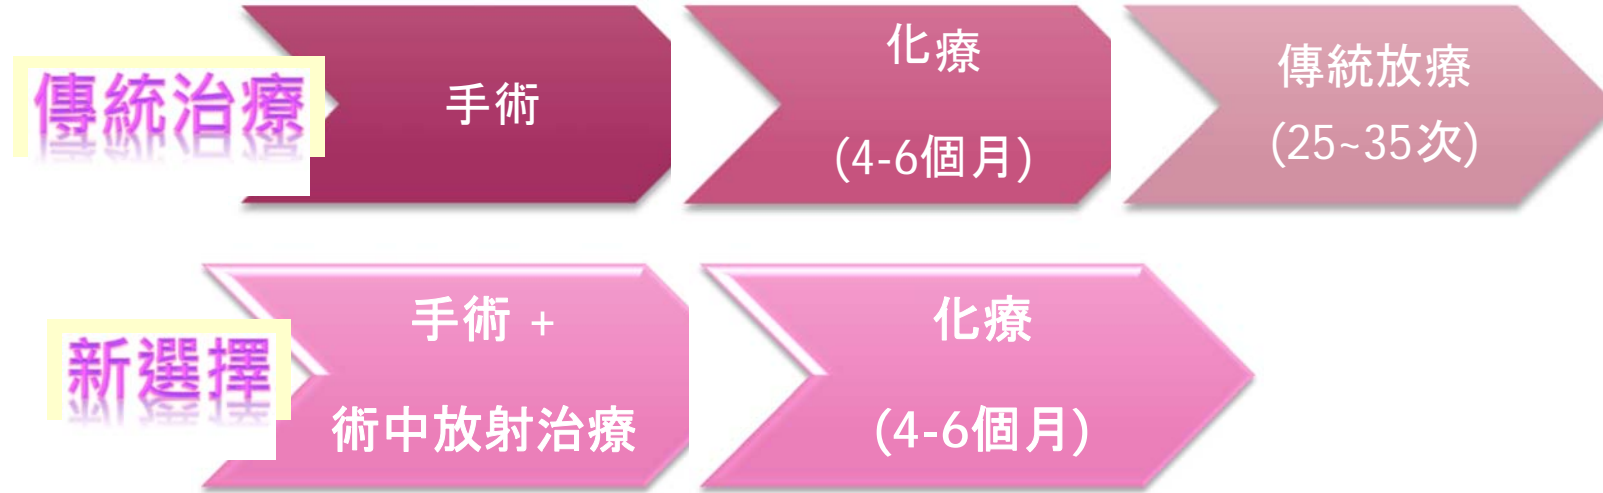 傳統治療
手術
化療
(4-6個月)
傳統放療
(25~35次)
新選擇
手術 +
術中放射治療
化療
(4-6個月)